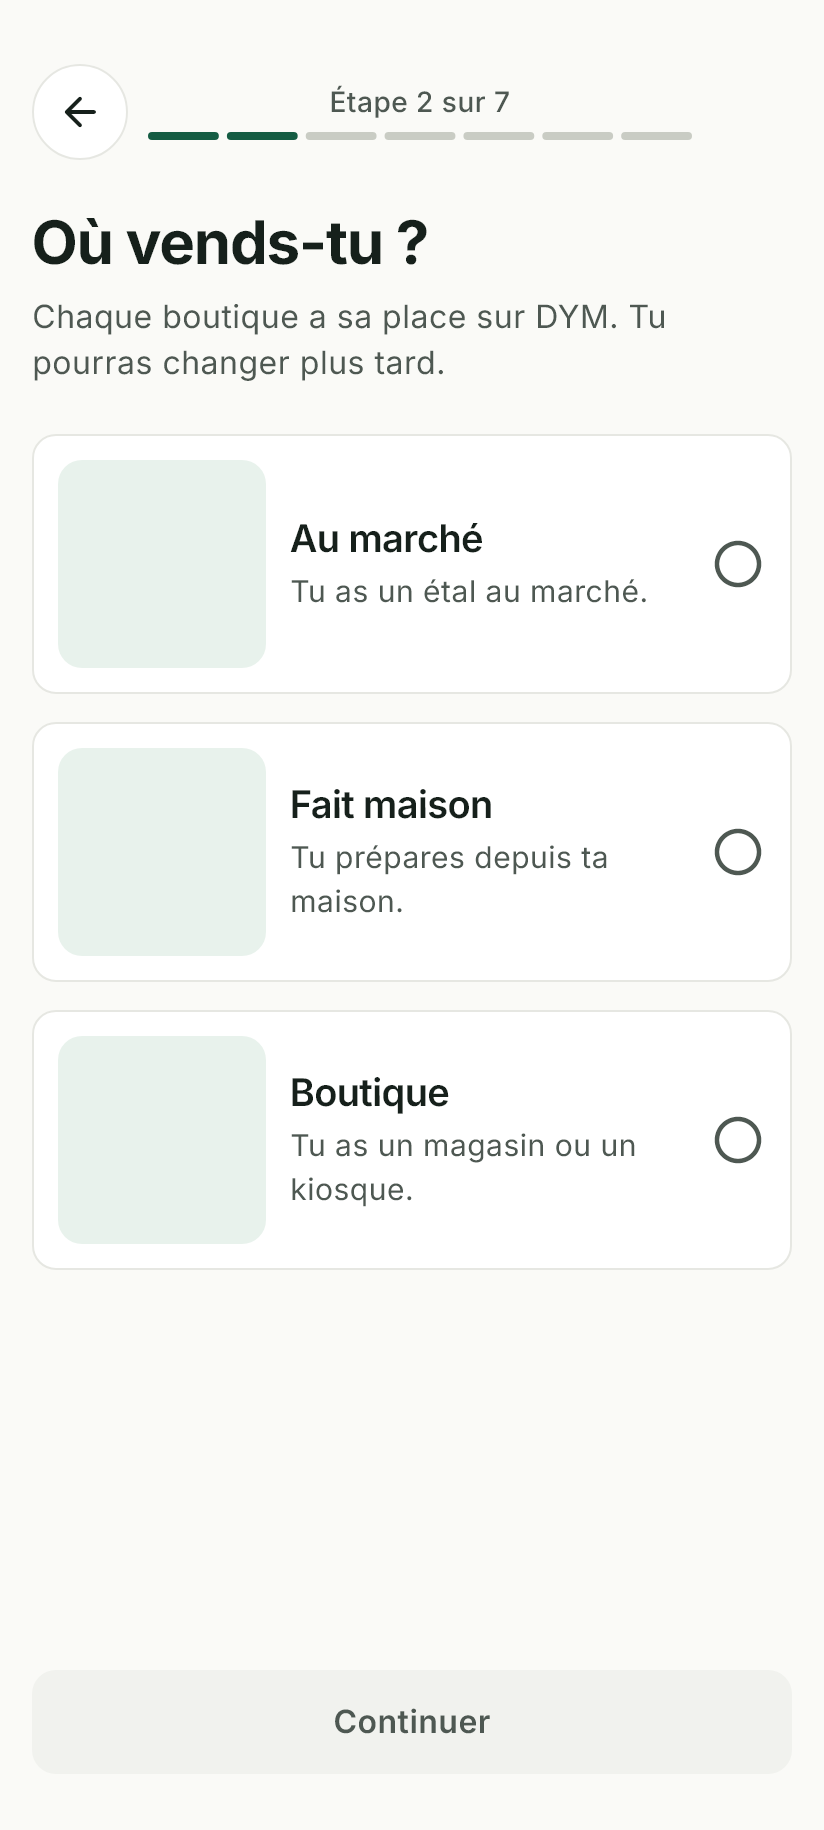 Étape 2 sur 7
Où vends-tu ?
Chaque boutique a sa place sur DYM. Tu
pourras changer plus tard.
Au marché
Tu as un étal au marché.
Fait maison
Tu prépares depuis ta
maison.
Boutique
Tu as un magasin ou un
kiosque.
Continuer